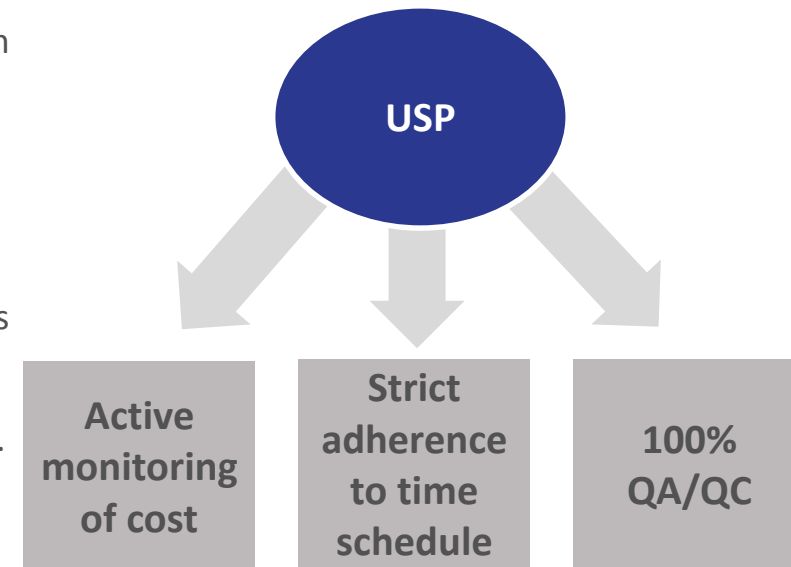 n
USP
s
.
Active
monitoring
of cost
Strict
adherence
to time
schedule
100%
QA/QC